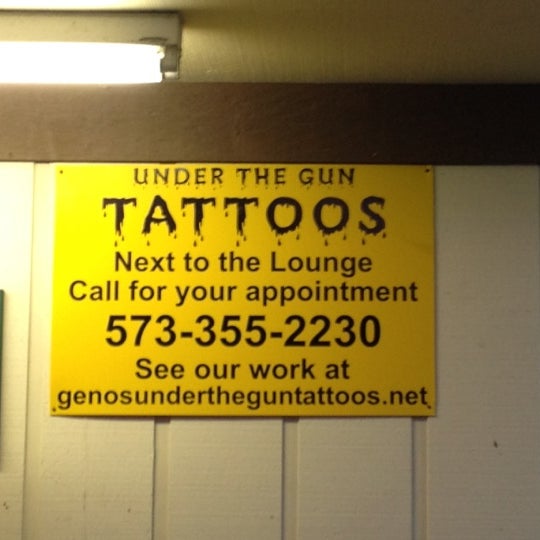 UNDER THE GUN
TATTOOS
Next to the Lounge
Call for your appointment
573-355-2230
See our work at
genosundertheguntattoos.net